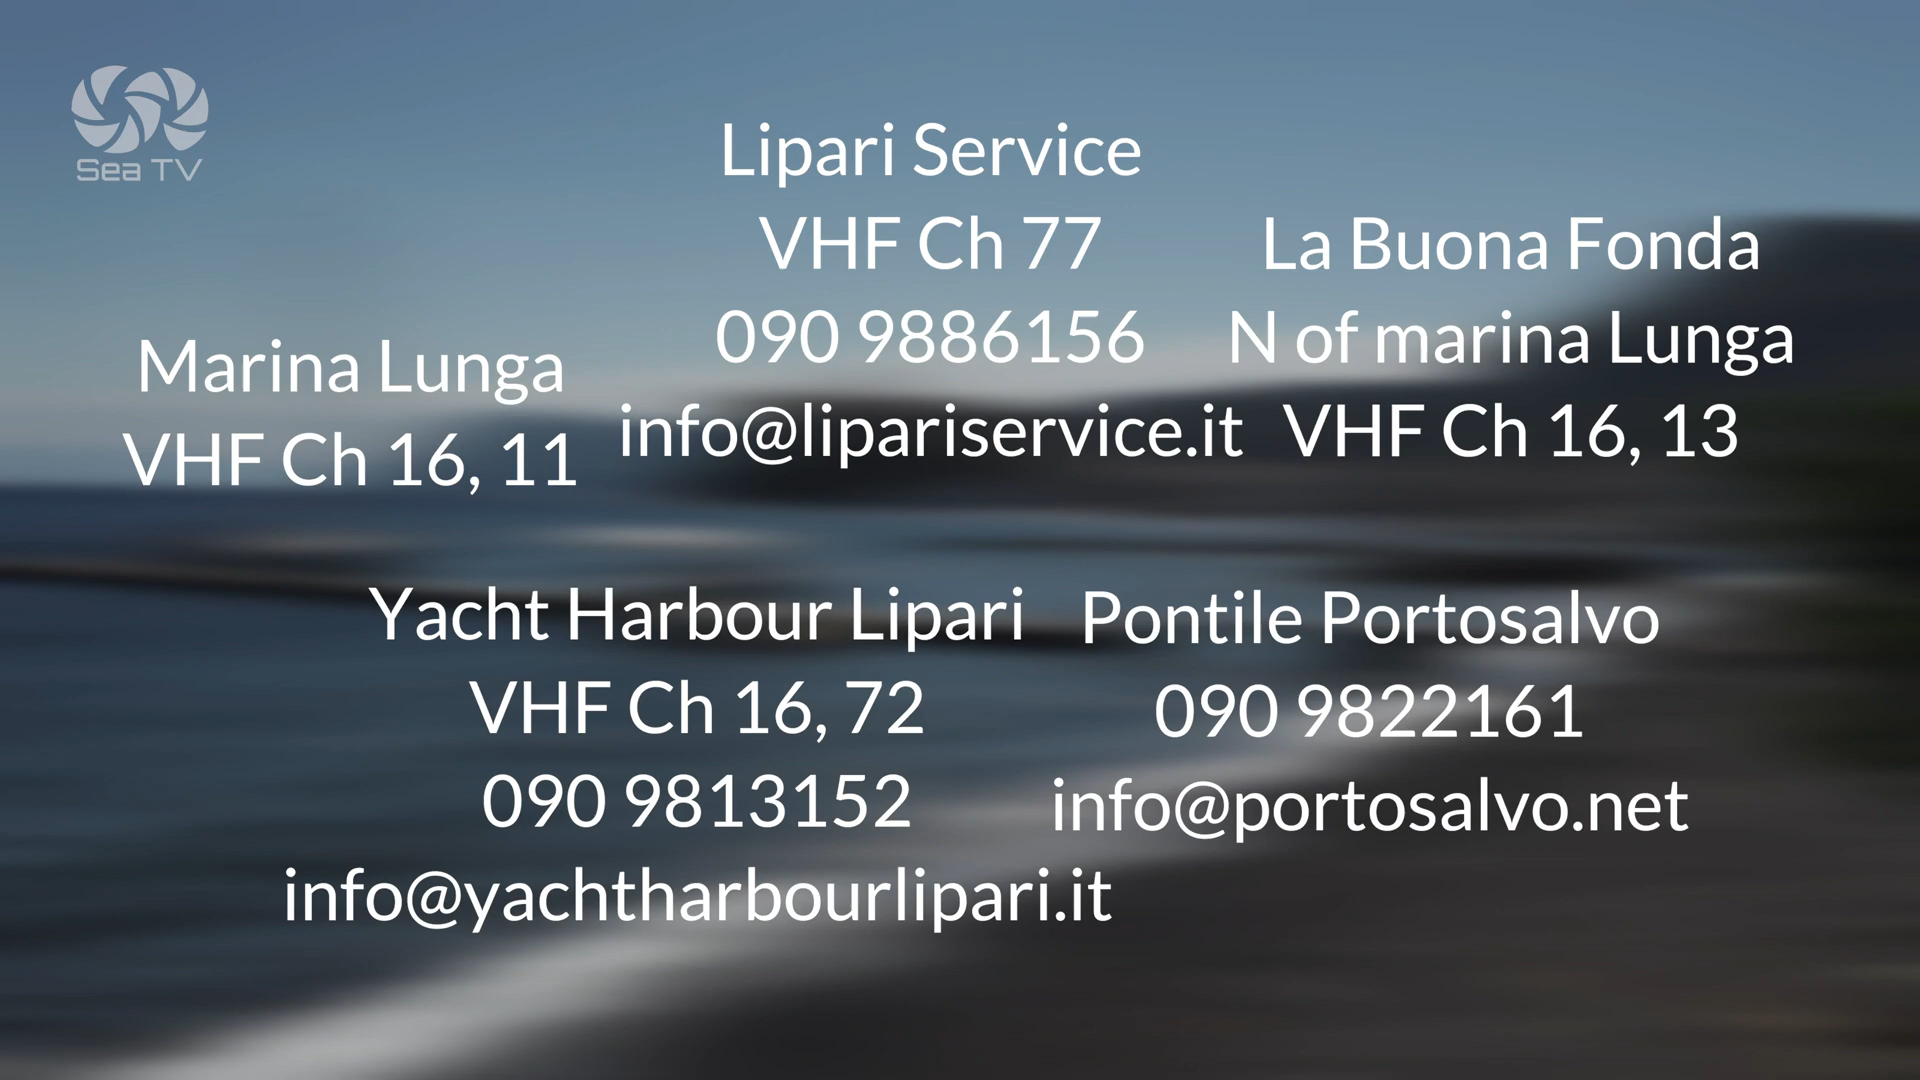 Sea TV
Marina Lunga
VHF Ch 16, 11
Lipari Service
VHF Ch 77
090 9886156
info@lipariservice.it
La Buona Fonda
N of marina Lunga
VHF Ch 16, 13
Yacht Harbour Lipari
VHF Ch 16, 72
090 9813152
info@yachtharbourlipari.it
Pontile Portosalvo
090 9822161
info@portosalvo.net